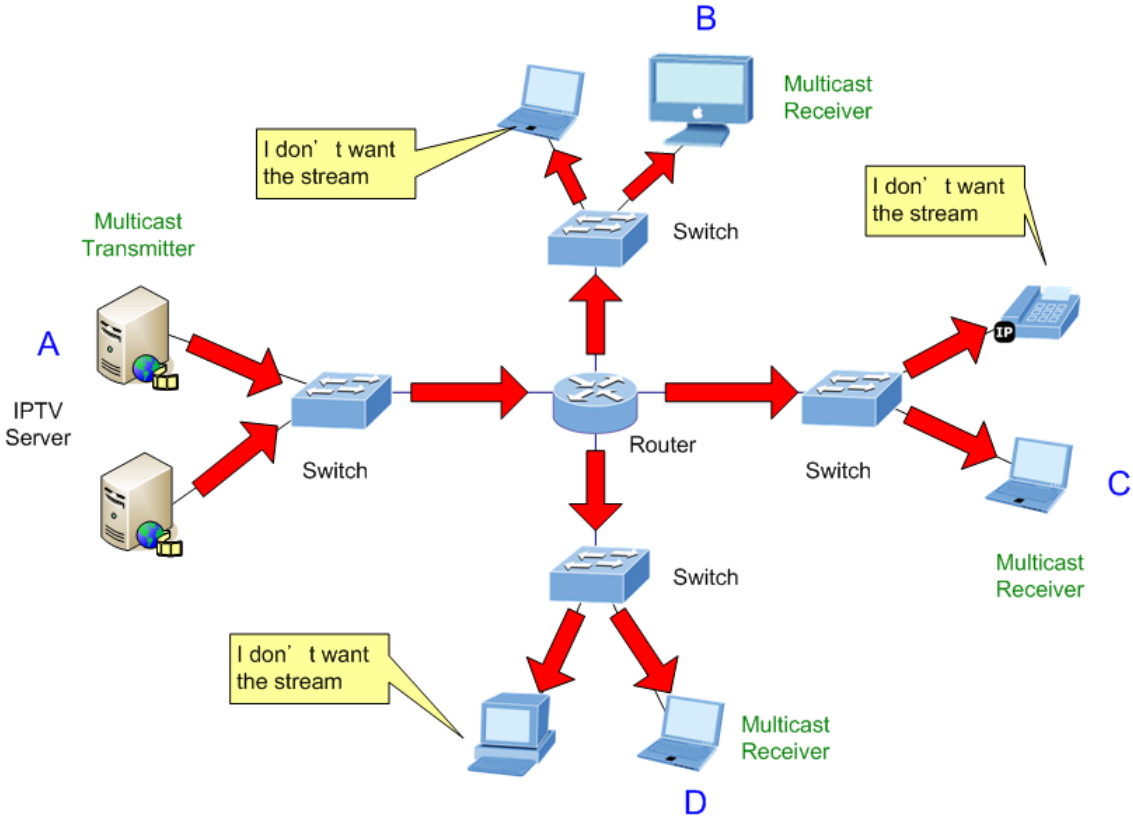 B
Multicast
Receiver
I don’ t want
the stream
I don’ t want
the stream
Switch
Multicast
Transmitter
A
IP
IPTV
Server
Switch
Router
Switch
C
Multicast
Receiver
Switch
I don’ t want
the stream
Multicast
Receiver
D